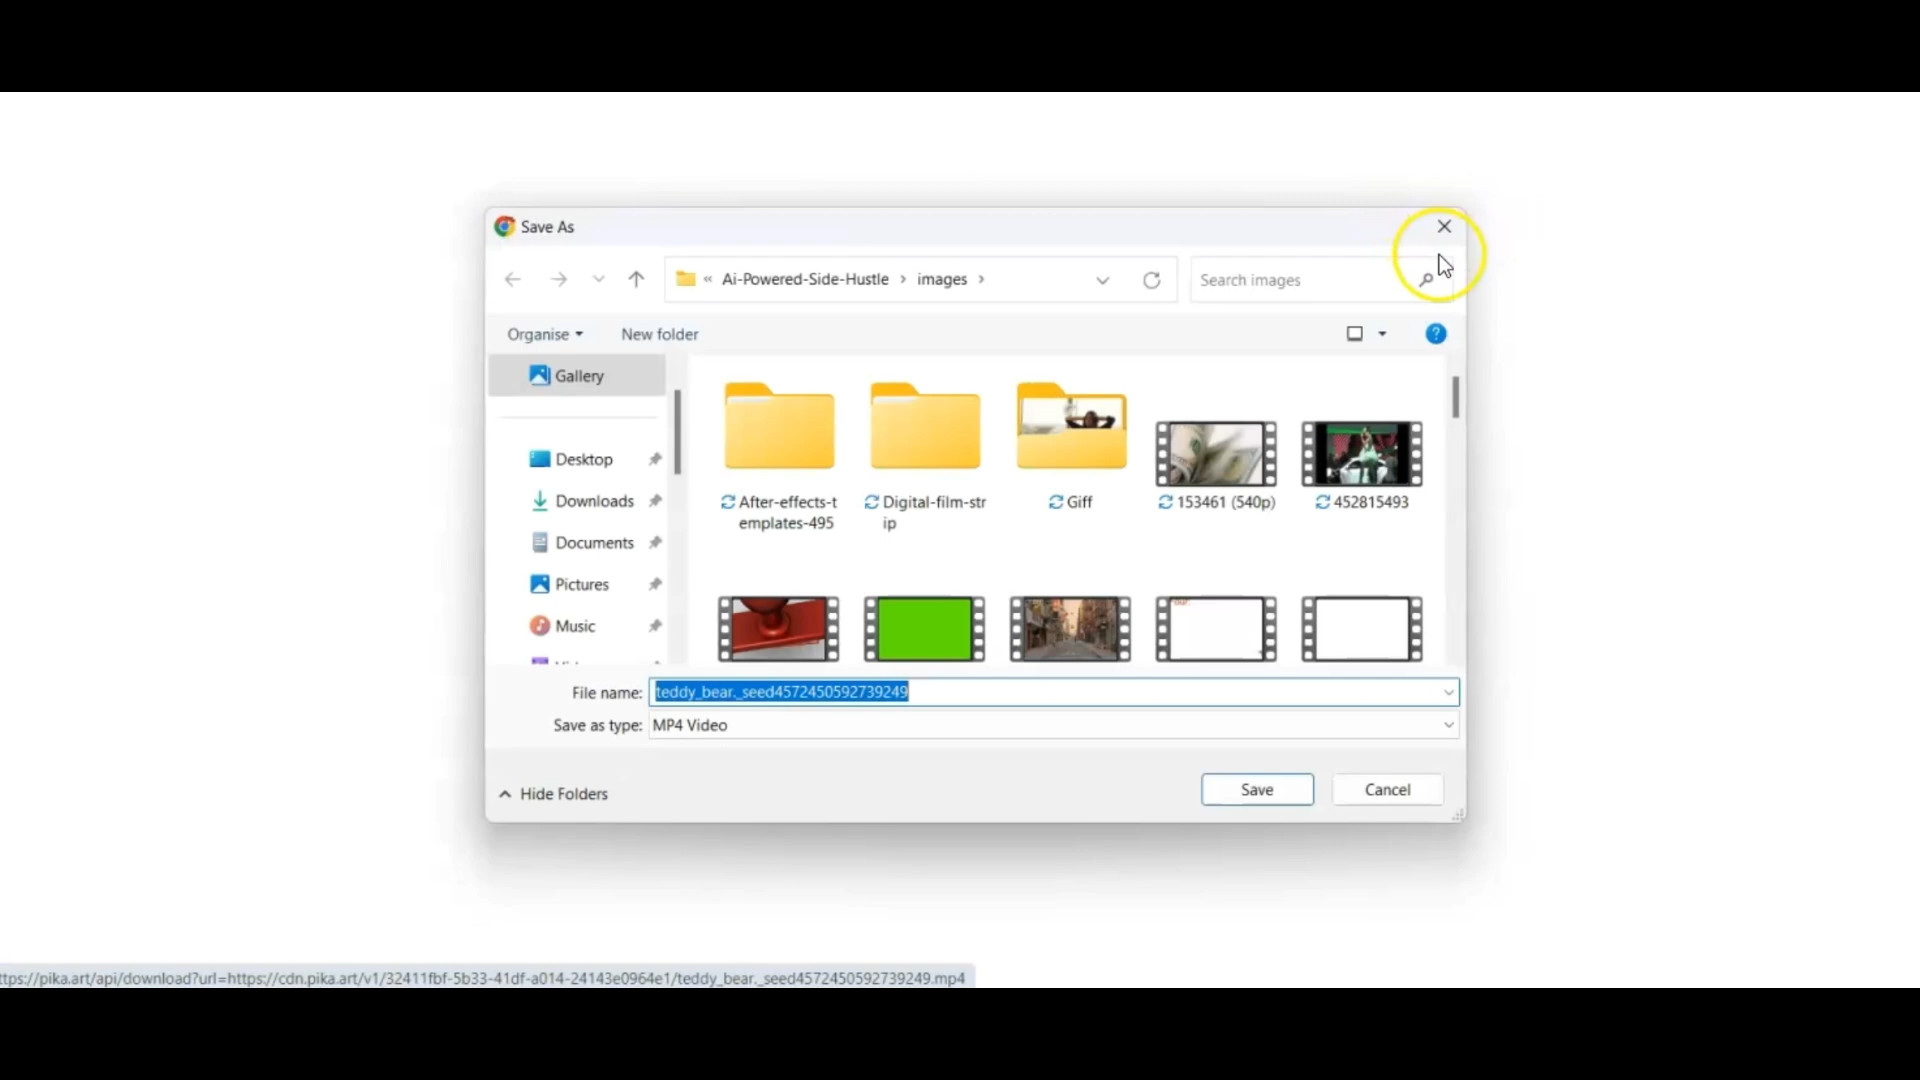 Save As
« Ai-Powered-Side-Hustle > images >
Search images
Organise
New folder
Gallery
Desktop
Downloads
Documents
Pictures
Music
After-effects-t
emplates-495
Digital-film-str
ip
Giff
153461 (540p)
452815493
File name: teddy_bear._seed4572450592739249
Save as type: MP4 Video
Hide Folders
Save
Cancel
ttps://pika.art/api/download?url=https://cdn.pika.art/v1/32411fbf-5b33-41df-a014-24143e0964e1/teddy_bear._seed4572450592739249.mp4